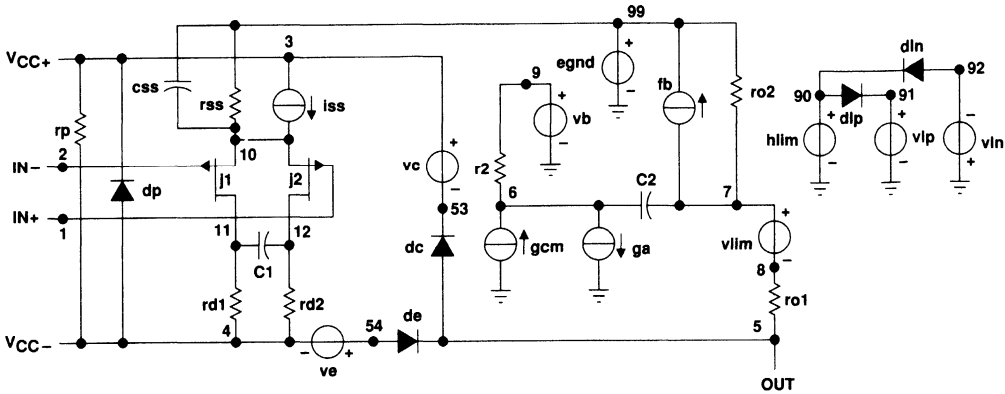 99
3
V_CC+
css
rss
iss
egnd
+
−
fb
ro2
dln
92
9
+
−
vb
90
91
dlp
hlim
+
−
vlp
+
−
vln
−
+
rp
2
IN−
10
j1
j2
dp
vc
+
−
r2
IN+
1
53
6
C2
7
11
12
C1
dc
gcm
ga
vlim
+
−
8
rd1
rd2
ro1
4
de
54
5
V_CC−
−
+
ve
OUT